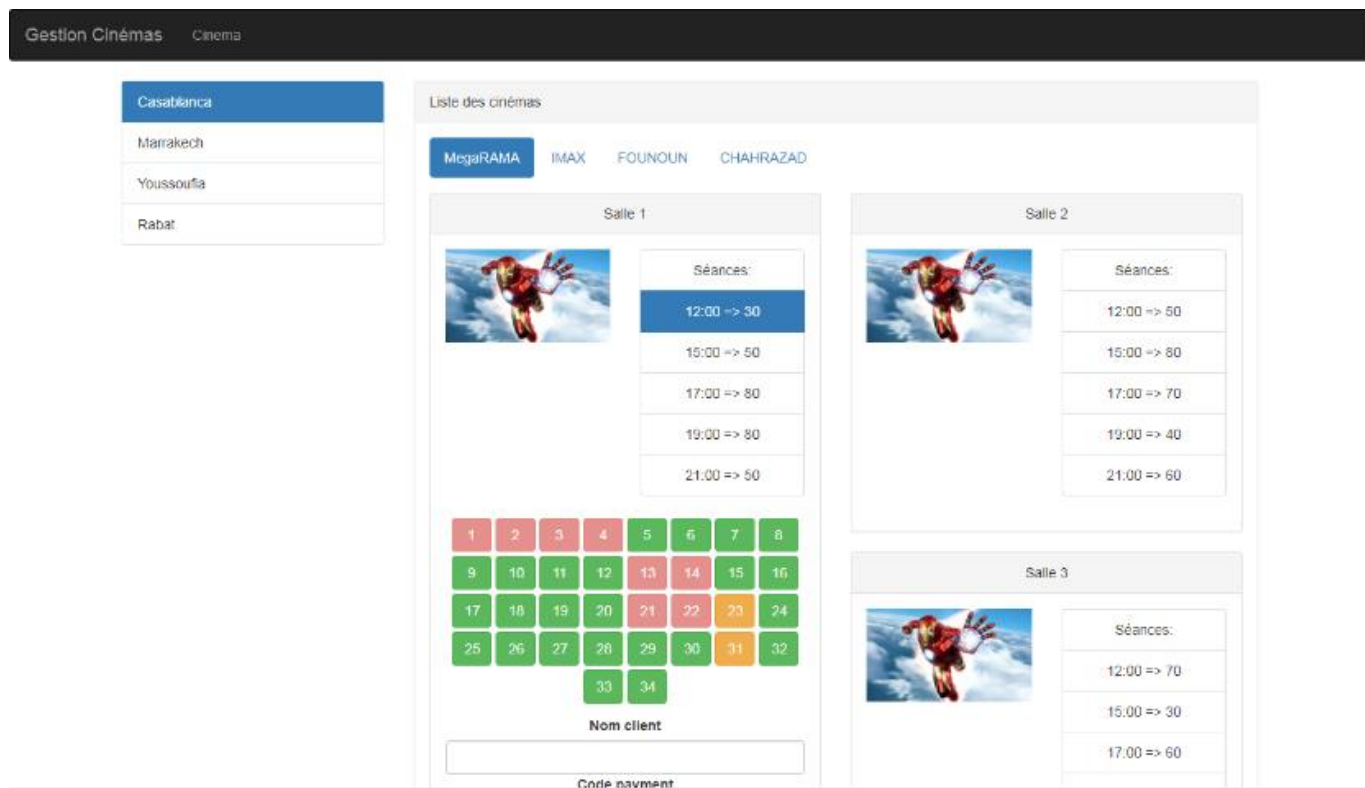 Gestion Cinémas Cinema
Casablanca
Marrakech
Youssoufia
Rabat
Liste des cinémas
MegaRAMA IMAX FOUNOUN CHAHRAZAD
Salle 1
Séances:
12:00 => 30
15:00 => 50
17:00 => 80
19:00 => 80
21:00 => 50
1 2 3 4 5 6 7 8
9 10 11 12 13 14 15 16
17 18 19 20 21 22 23 24
25 26 27 28 29 30 31 32
33 34
Nom client
Code payment
Salle 2
Séances:
12:00 => 50
15:00 => 80
17:00 => 70
19:00 => 40
21:00 => 60
Salle 3
Séances:
12:00 => 70
15:00 => 30
17:00 => 60